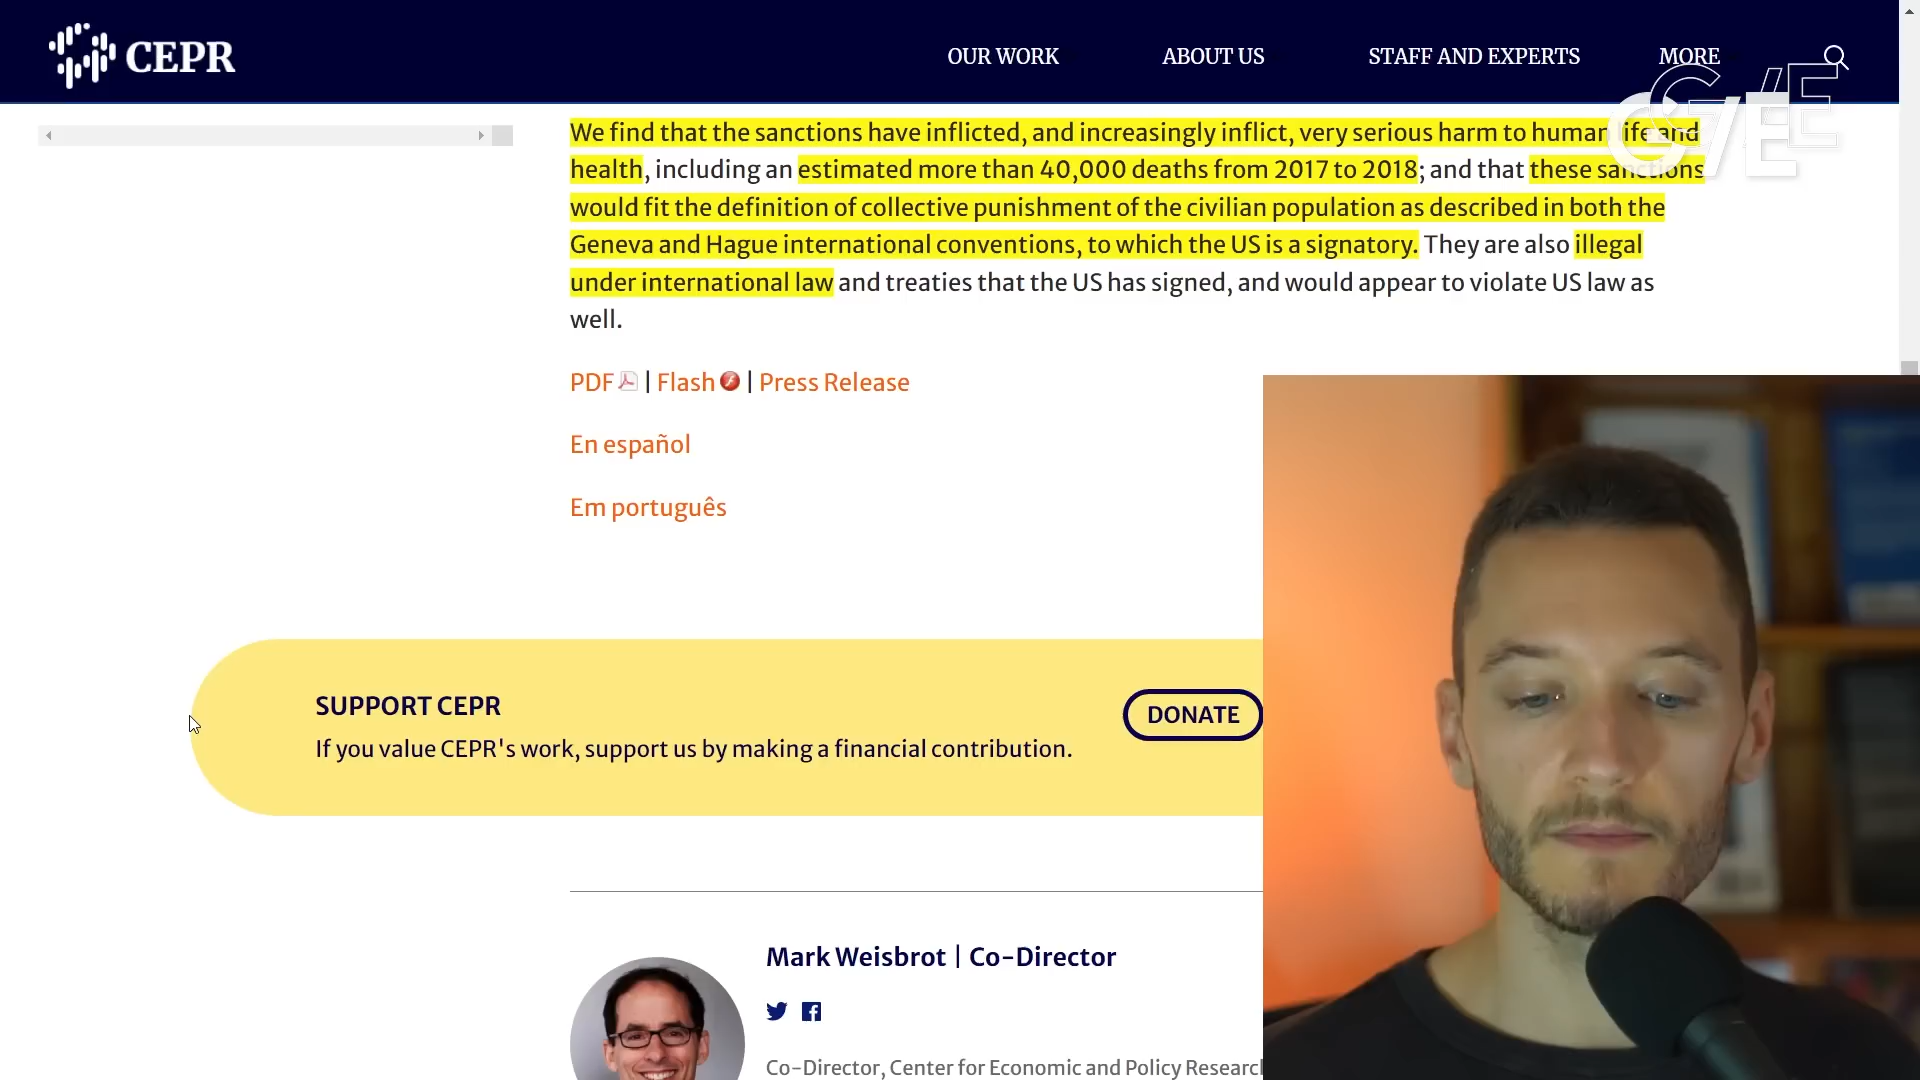 CEPR
OUR WORK
ABOUT US
STAFF AND EXPERTS
MORE
We find that the sanctions have inflicted, and increasingly inflict, very serious harm to human life and
health, including an estimated more than 40,000 deaths from 2017 to 2018; and that these sanctions
would fit the definition of collective punishment of the civilian population as described in both the
Geneva and Hague international conventions, to which the US is a signatory. They are also illegal
under international law and treaties that the US has signed, and would appear to violate US law as
well.
PDF | Flash | Press Release
En español
Em português
SUPPORT CEPR
If you value CEPR's work, support us by making a financial contribution.
DONATE
Mark Weisbrot | Co-Director
Co-Director, Center for Economic and Policy Research